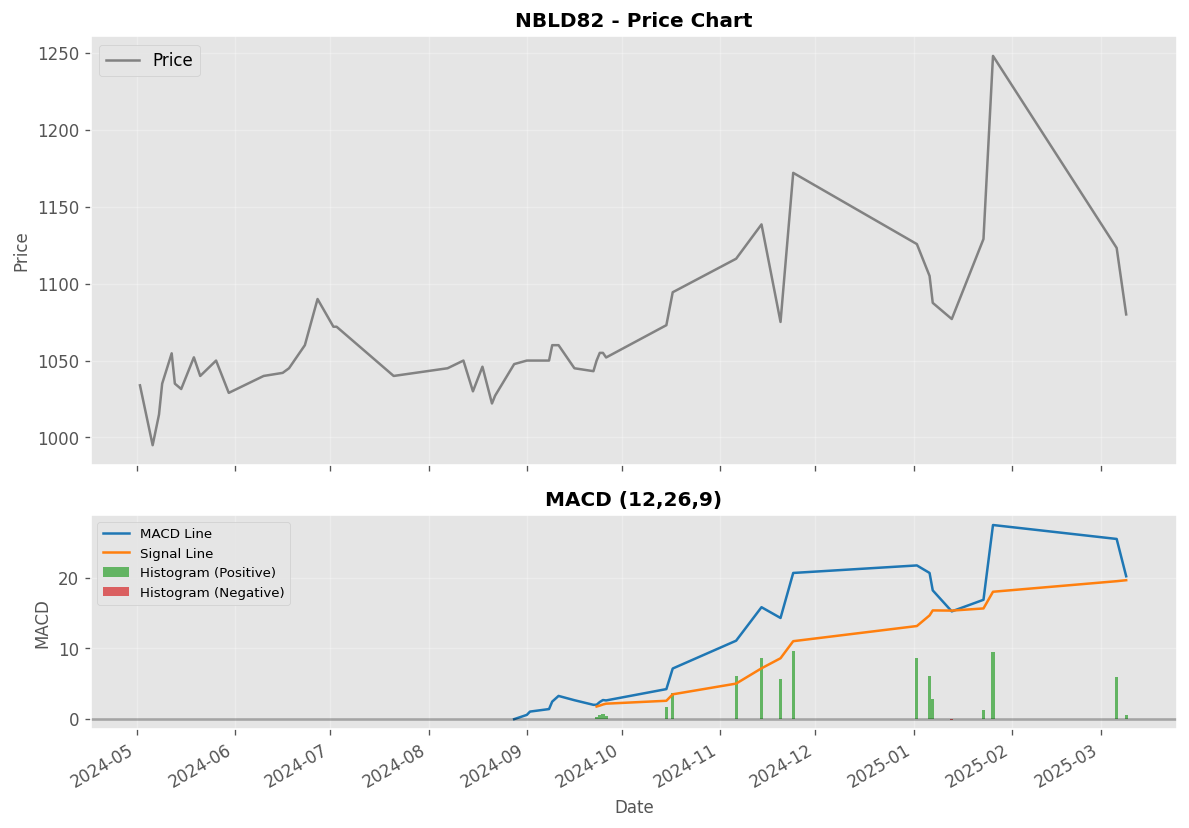 NBLD82 - Price Chart
Price
1250
1200
1150
1100
1050
1000
Price
MACD (12,26,9)
MACD Line
Signal Line
Histogram (Positive)
Histogram (Negative)
20
10
0
MACD
2024-05
2024-06
2024-07
2024-08
2024-09
2024-10
2024-11
2024-12
2025-01
2025-02
2025-03
Date